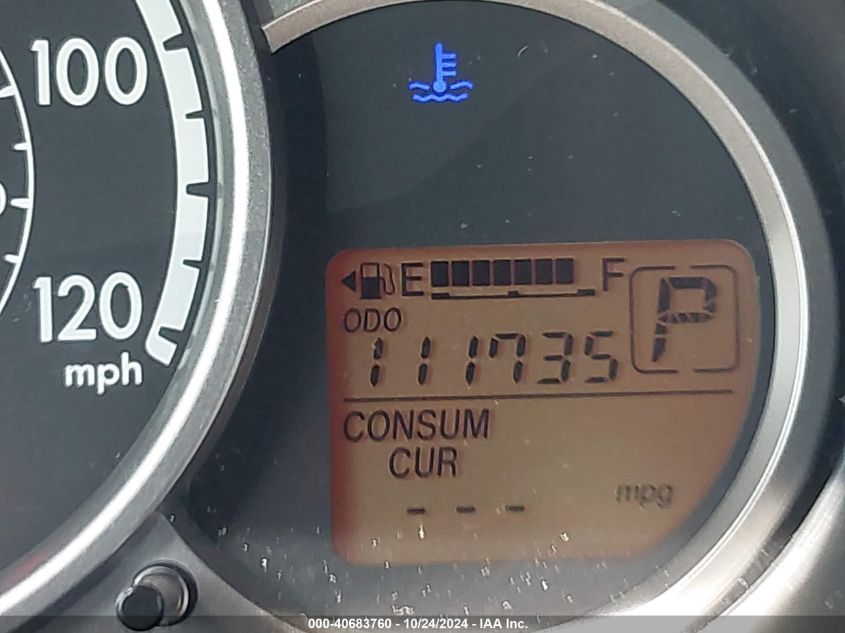 100
120
mph
E F
P
ODO
111735
CONSUM
CUR
- - - mpg
000-40683760 - 10/24/2024 - IAA Inc.